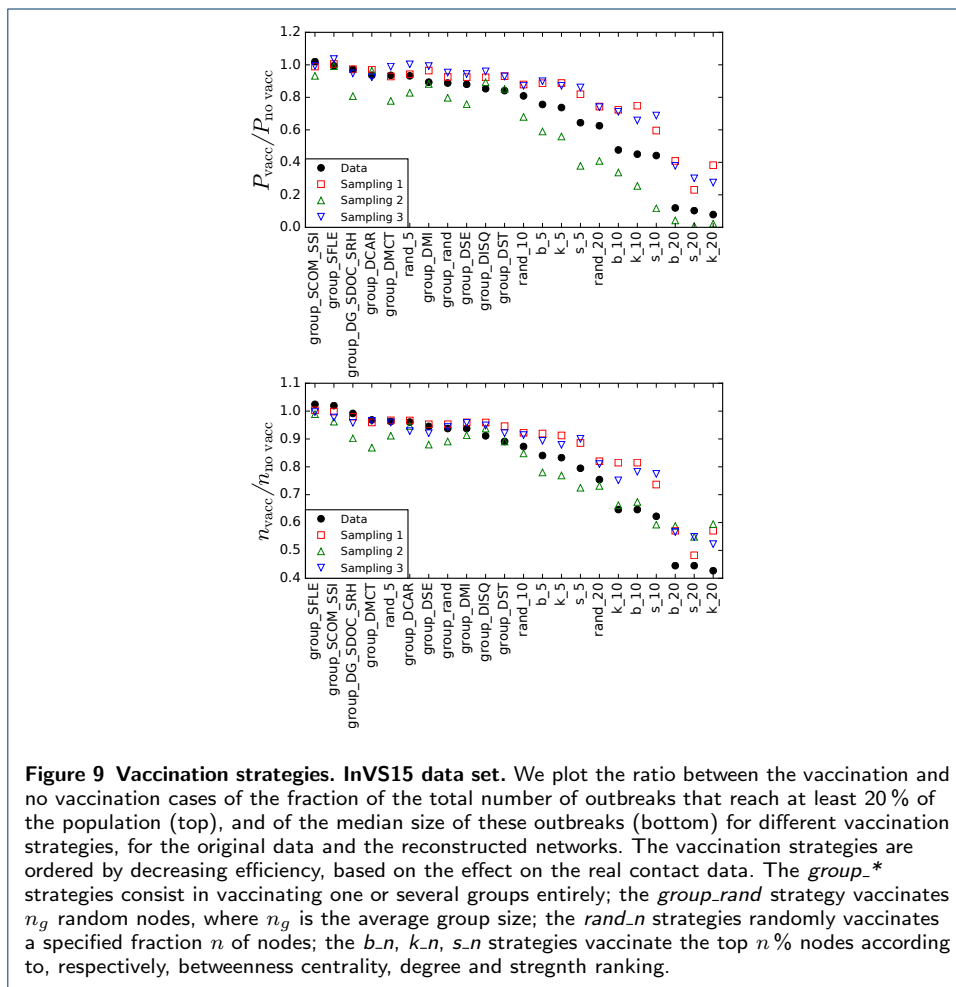 1.2
1.0
0.8
0.6
0.4
0.2
0.0
P_vacc/P_no vacc
Data
Sampling 1
Sampling 2
Sampling 3
group_SCOM_SSI
group_SFLE
group_DG_SDOC_SRH
group_DCAR
group_DMCT
rand_5
group_DMI
group_rand
group_DSE
group_DISQ
group_DST
rand_10
b_5
k_5
s_5
rand_20
b_10
k_10
s_10
b_20
s_20
k_20
1.1
1.0
0.9
0.8
0.7
0.6
0.5
0.4
n_vacc/n_no vacc
Data
Sampling 1
Sampling 2
Sampling 3
group_SFLE
group_SCOM_SSI
group_DG_SDOC_SRH
group_DMCT
rand_5
group_DCAR
group_DSE
group_rand
group_DMI
group_DISQ
group_DST
rand_10
b_5
k_5
s_5
rand_20
k_10
b_10
s_10
b_20
s_20
k_20
Figure 9 Vaccination strategies. InVS15 data set. We plot the ratio between the vaccination and
no vaccination cases of the fraction of the total number of outbreaks that reach at least 20 % of
the population (top), and of the median size of these outbreaks (bottom) for different vaccination
strategies, for the original data and the reconstructed networks. The vaccination strategies are
ordered by decreasing efficiency, based on the effect on the real contact data. The group_*
strategies consist in vaccinating one or several groups entirely; the group_rand strategy vaccinates
n_g random nodes, where n_g is the average group size; the rand_n strategies randomly vaccinates
a specified fraction n of nodes; the b_n, k_n, s_n strategies vaccinate the top n % nodes according
to, respectively, betweenness centrality, degree and stregnth ranking.